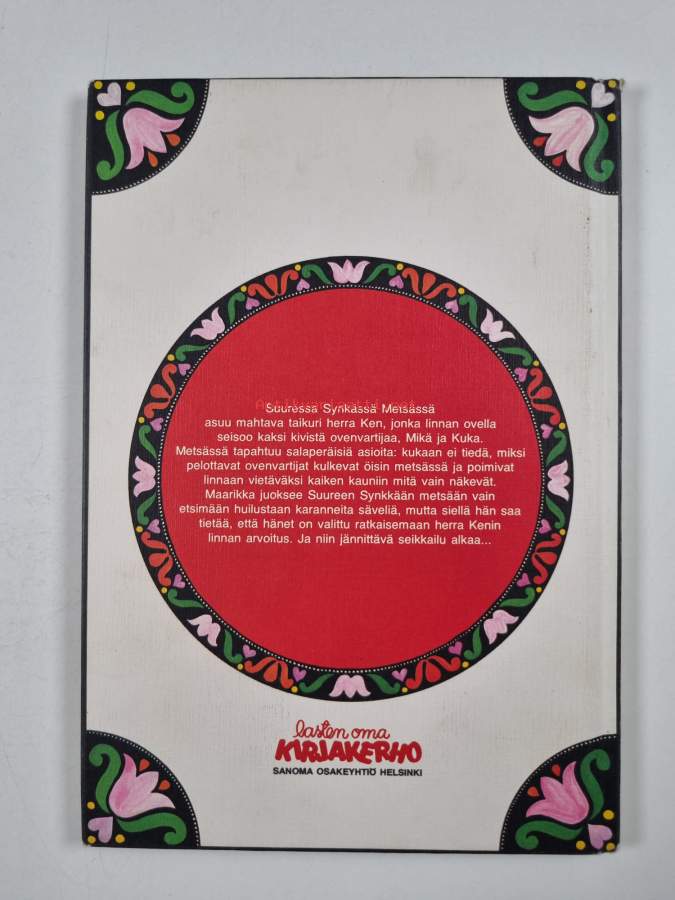 Suuressa Synkässä Metsässä
asuu mahtava taikuri herra Ken, jonka linnan ovella
seisoo kaksi kivistä ovenvartijaa, Mikä ja Kuka.
Metsässä tapahtuu salaperäisiä asioita: kukaan ei tiedä, miksi
pelottavat ovenvartijat kulkevat öisin metsässä ja poimivat
linnaan vietäväksi kaiken kauniin mitä vain näkevät.
Maarikka juoksee Suureen Synkkään metsään vain
etsimään huilustaan karanneita säveliä, mutta siellä hän saa
tietää, että hänet on valittu ratkaisemaan herra Kenin
linnan arvoitus. Ja niin jännittävä seikkailu alkaa...
lasten oma
KIRJAKERHO
SANOMA OSAKEYHTIÖ HELSINKI